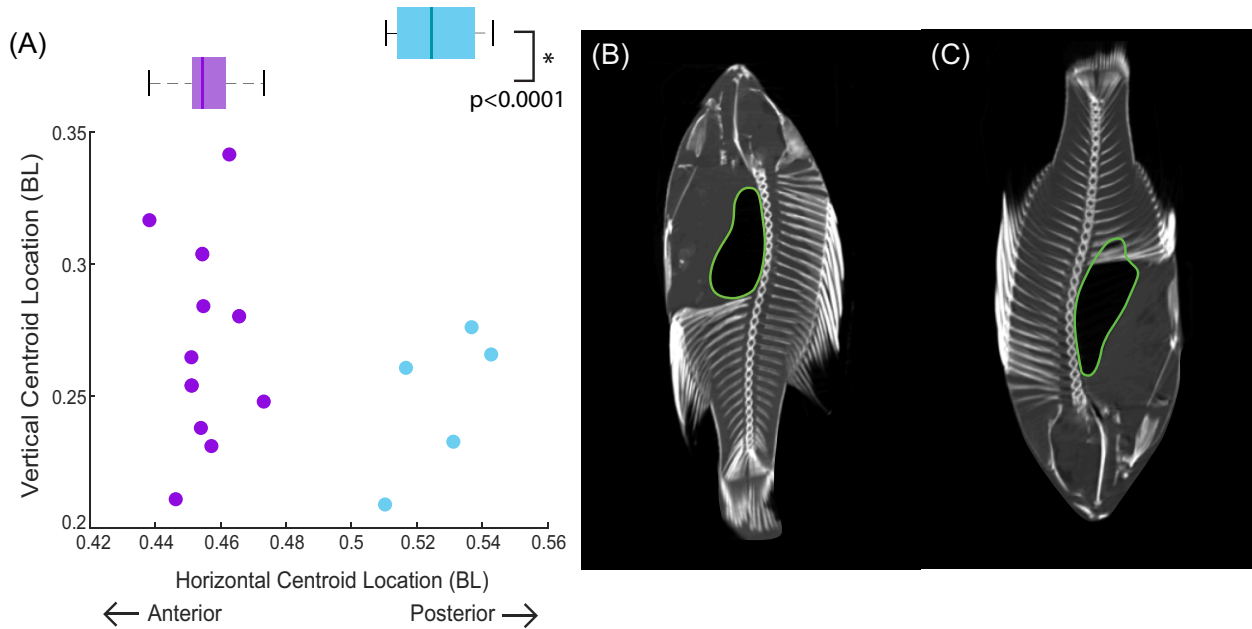 (A)
*
p<0.0001
0.35
0.3
0.25
0.2
Vertical Centroid Location (BL)
0.42 0.44 0.46 0.48 0.5 0.52 0.54 0.56
Horizontal Centroid Location (BL)
← Anterior Posterior →
(B)
(C)